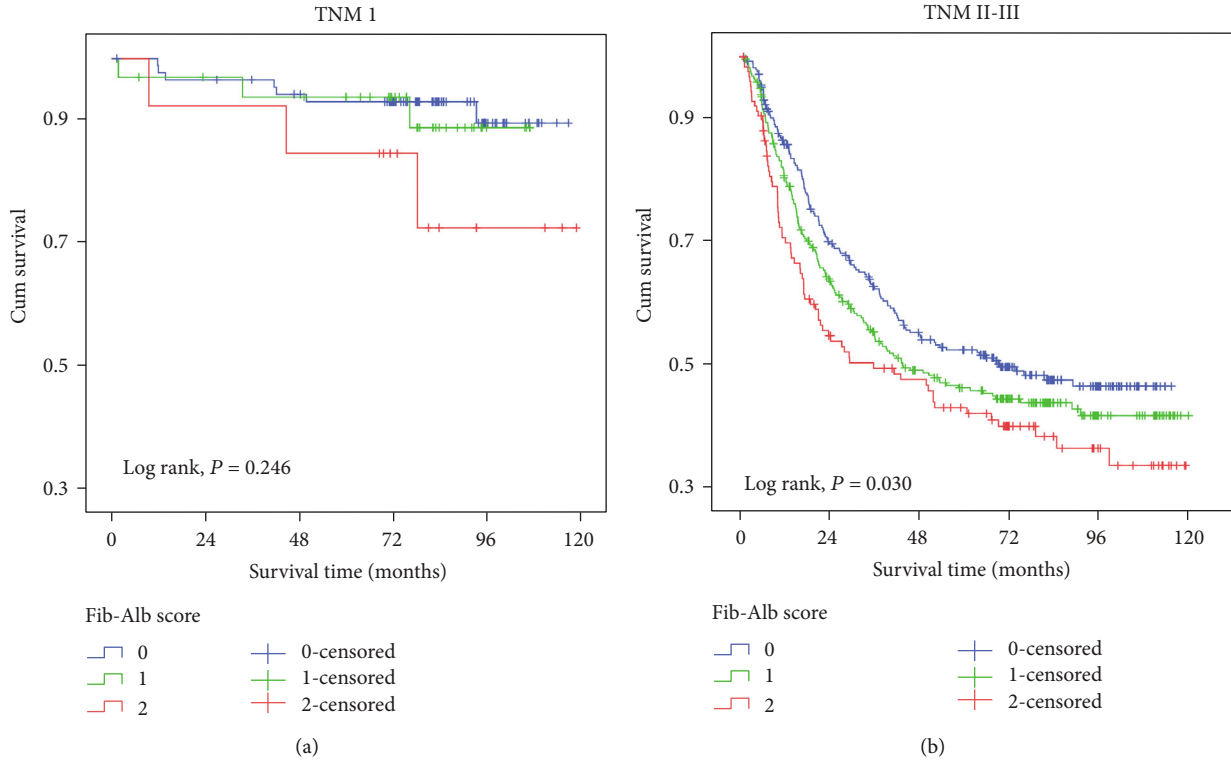 TNM 1
Cum survival
0.9
0.7
0.5
0.3
Log rank, P = 0.246
0 24 48 72 96 120
Survival time (months)
Fib-Alb score
0 0-censored
1 1-censored
2 2-censored
(a)
TNM II-III
Cum survival
0.9
0.7
0.5
0.3
Log rank, P = 0.030
0 24 48 72 96 120
Survival time (months)
Fib-Alb score
0 0-censored
1 1-censored
2 2-censored
(b)